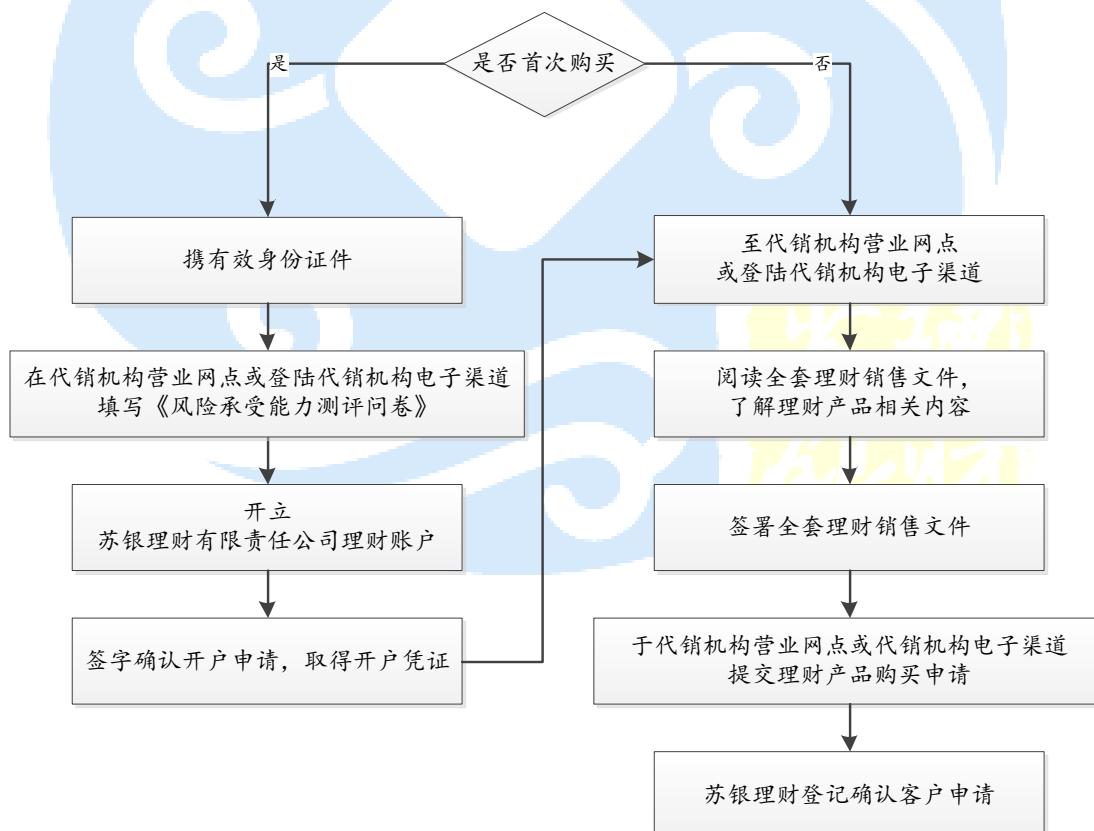 是否首次购买
是
否
携有效身份证件
在代销机构营业网点或登陆代销机构电子渠道
填写《风险承受能力测评问卷》
开立
苏银理财有限责任公司理财账户
签字确认开户申请，取得开户凭证
至代销机构营业网点
或登陆代销机构电子渠道
阅读全套理财销售文件，
了解理财产品相关内容
签署全套理财销售文件
于代销机构营业网点或代销机构电子渠道
提交理财产品购买申请
苏银理财登记确认客户申请